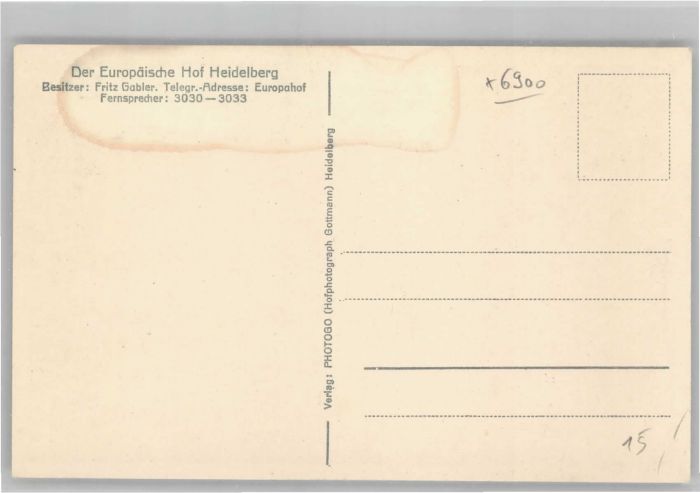 Der Europäische Hof Heidelberg
Besitzer: Fritz Gabler. Telegr.-Adresse: Europahof
Fernsprecher: 3030—3033
Verlag: PHOTOGO (Hofphotograph Gottmann) Heidelberg
x6900
15